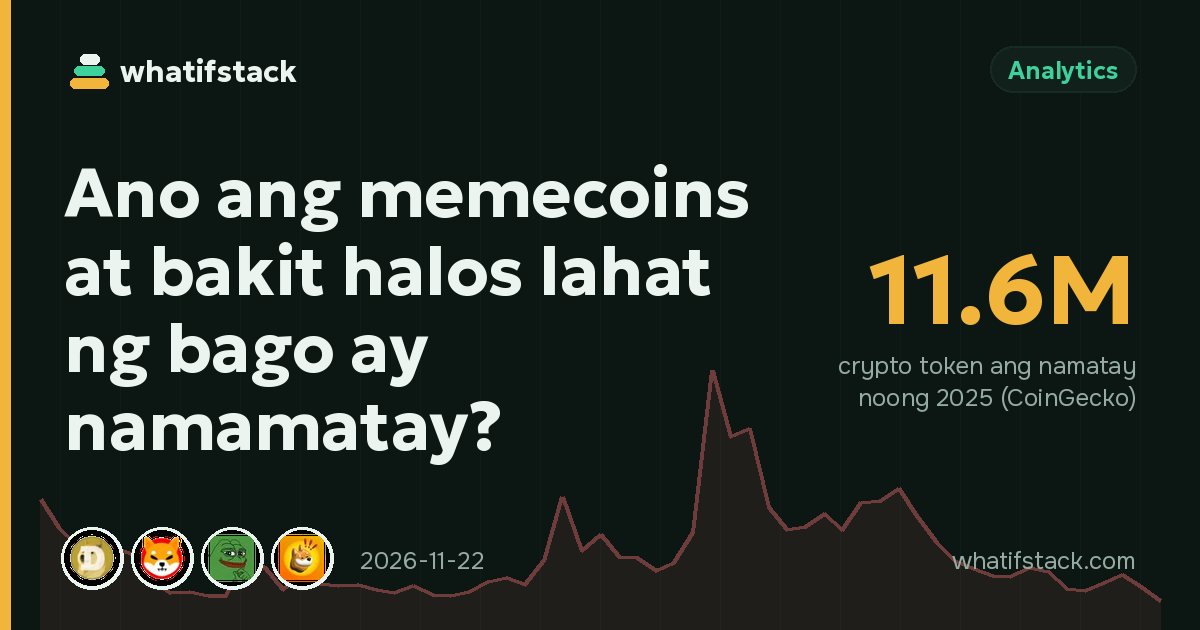 whatifstack
Analytics
Ano ang memecoins
at bakit halos lahat
ng bago ay
namamatay?
11.6M
crypto token ang namatay
noong 2025 (CoinGecko)
2026-11-22
whatifstack.com